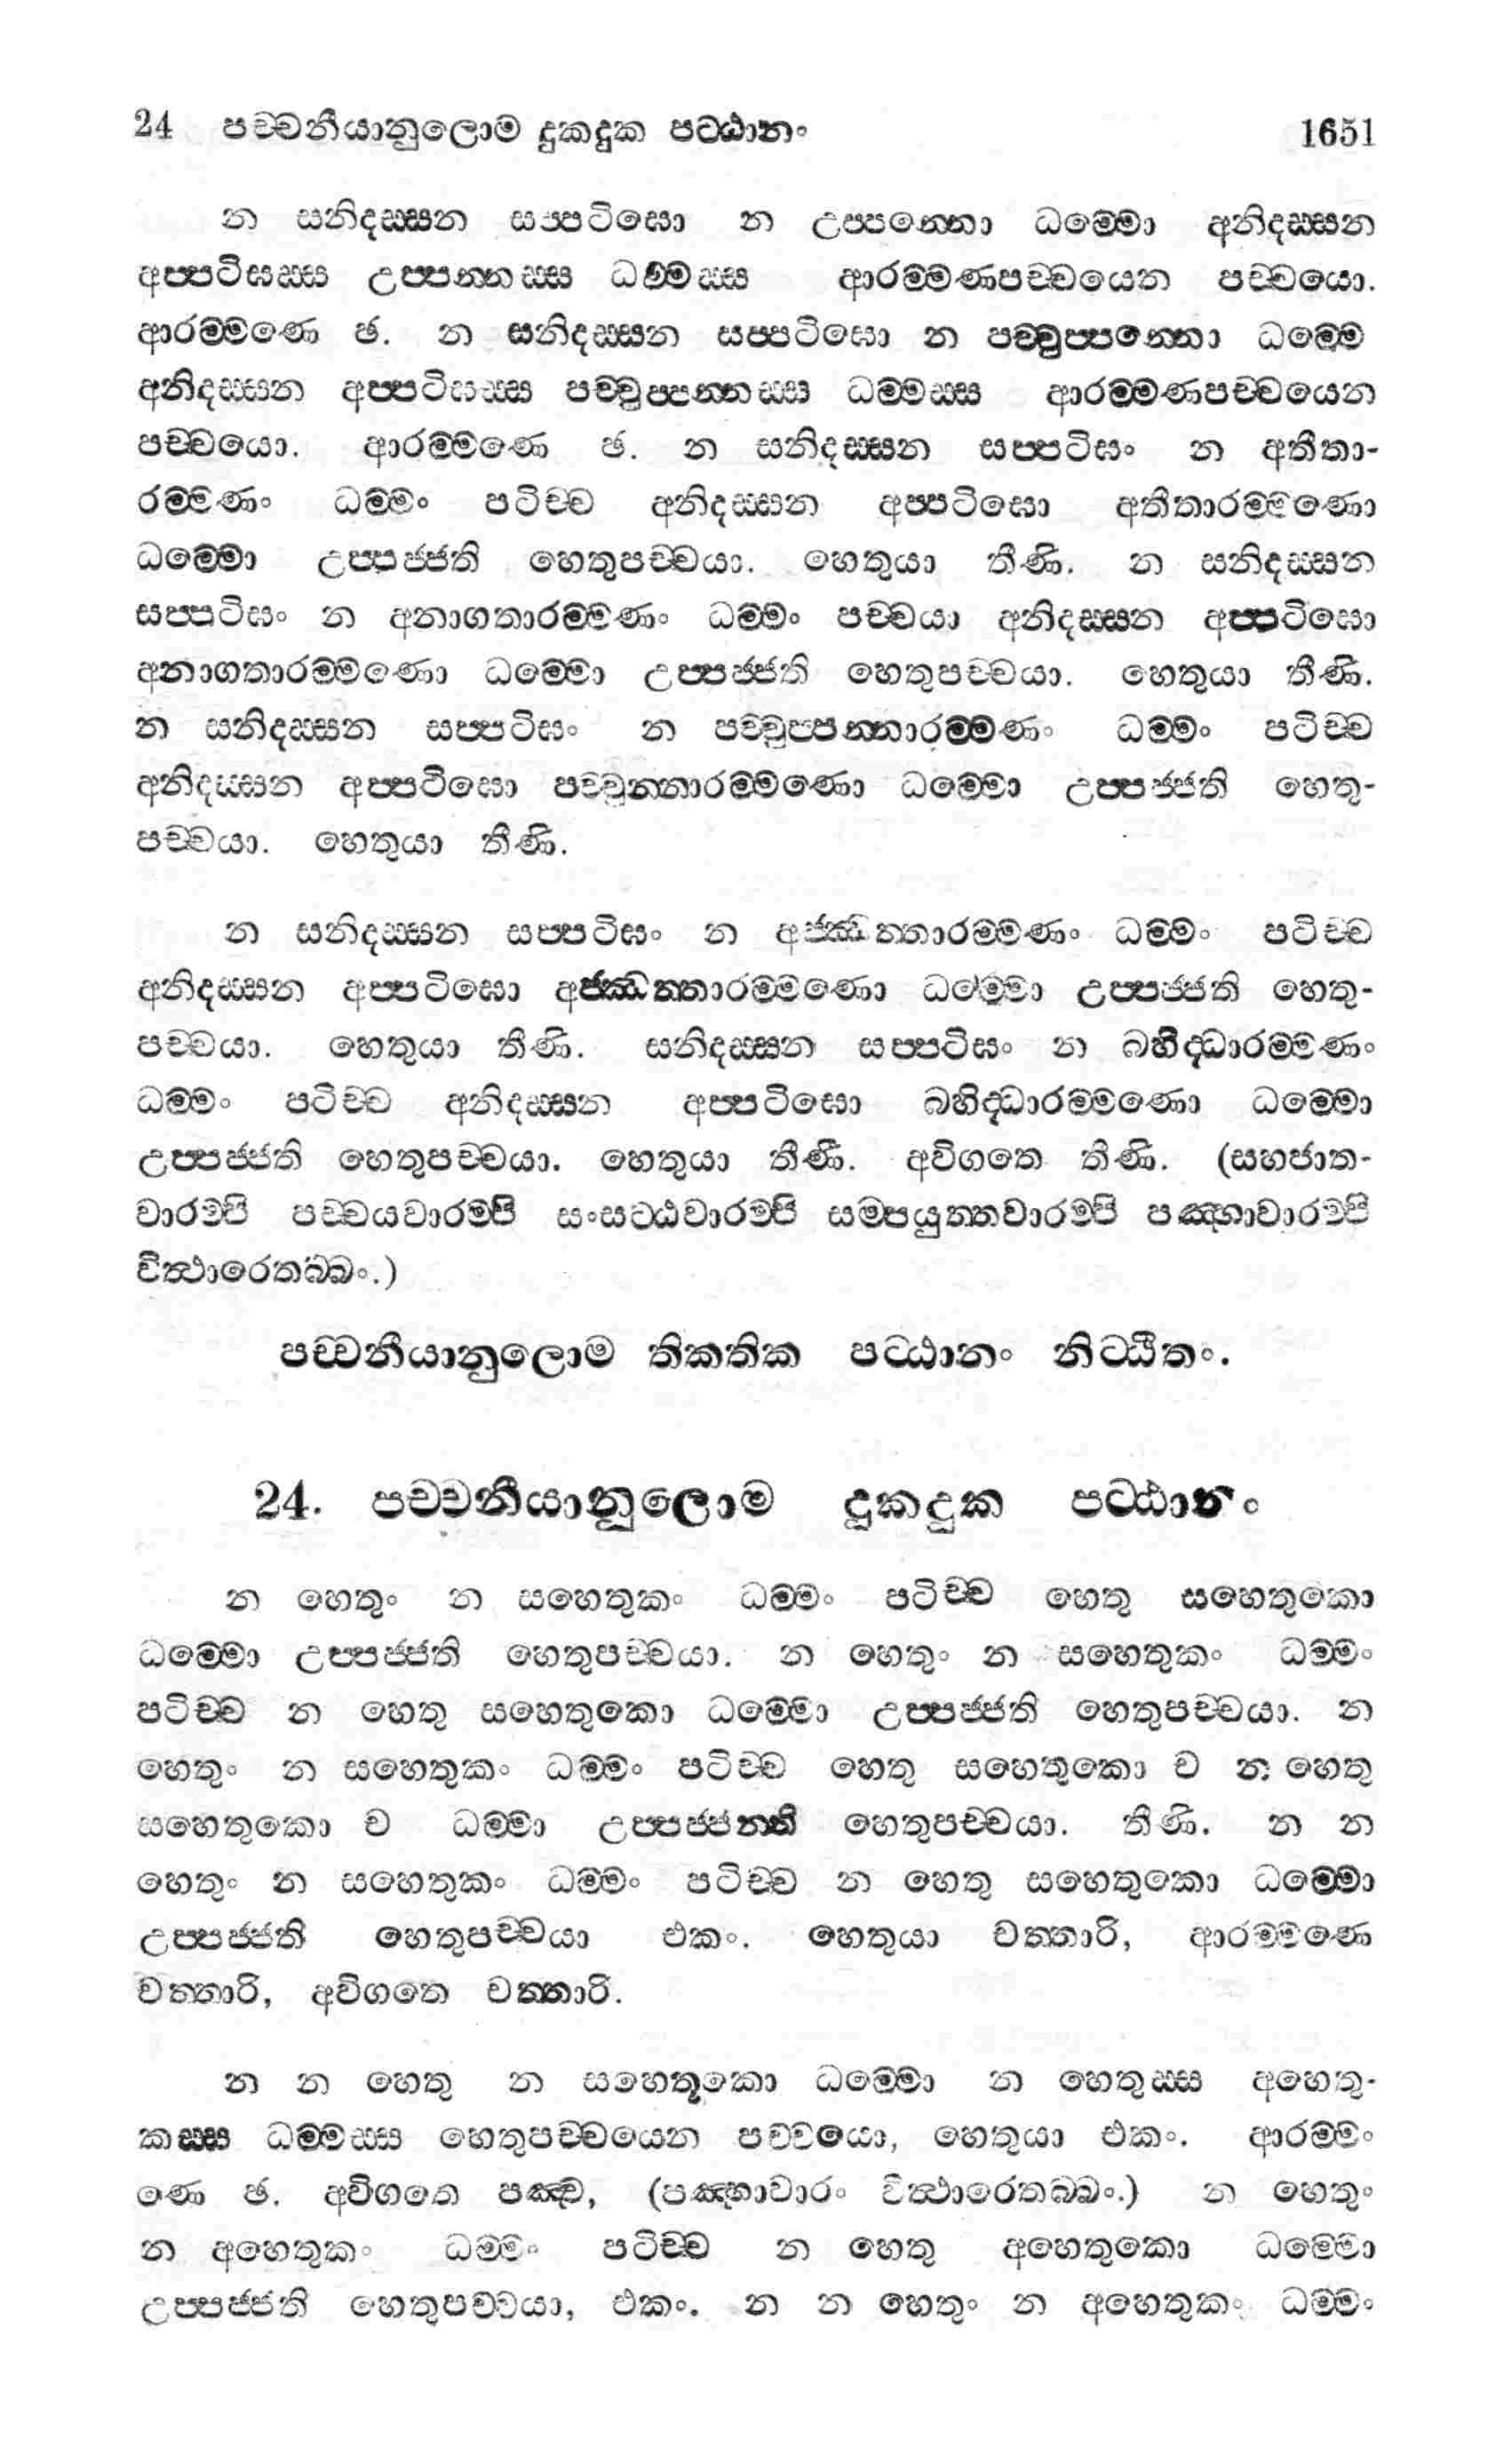 24 පච්චනීයානුලොම දුකදුක පට්ඨානං 1651
න සනිදස්සන සප්පටිඝො න උප්පන්නො ධම්මො අනිදස්සන
අප්පටිඝස්ස උප්පන්නස්ස ධම්මස්ස ආරම්මණපච්චයෙන පච්චයො.
ආරම්මණෙ ඡ. න සනිදස්සන සප්පටිඝො න පච්චුප්පන්නො ධම්මෙ
අනිදස්සන අප්පටිඝස්ස පච්චුප්පන්නස්ස ධම්මස්ස ආරම්මණපච්චයෙන
පච්චයො. ආරම්මණෙ ඡ. න සනිදස්සන සප්පටිඝං න අතීතා-
රම්මණං ධම්මං පටිච්ච අනිදස්සන අප්පටිඝො අතීතාරම්මණො
ධම්මො උප්පජ්ජති හෙතුපච්චයා. හෙතුයා තීණි. න සනිදස්සන
සප්පටිඝං න අනාගතාරම්මණං ධම්මං පච්චයා අනිදස්සන අප්පටිඝො
අනාගතාරම්මණො ධම්මො උප්පජ්ජති හෙතුපච්චයා. හෙතුයා තීණි.
න සනිදස්සන සප්පටිඝං න පච්චුප්පන්නාරම්මණං ධම්මං පටිච්ච
අනිදස්සන අප්පටිඝො පච්චුන්නාරම්මණො ධම්මො උප්පජ්ජති හෙතු-
පච්චයා. හෙතුයා තීණි.
න සනිදස්සන සප්පටිඝං න අජ්ඣත්තාරම්මණං ධම්මං පටිච්ච
අනිදස්සන අප්පටිඝො අජ්ඣත්තාරම්මණො ධම්මො උප්පජ්ජති හෙතු-
පච්චයා. හෙතුයා තීණි. සනිදස්සන සප්පටිඝං න බහිද්ධාරම්මණං
ධම්මං පටිච්ච අනිදස්සන අප්පටිඝො බහිද්ධාරම්මණො ධම්මො
උප්පජ්ජති හෙතුපච්චයා. හෙතුයා තීණි. අවිගතෙ තීණි. (සහජාත-
වාරම්පි පච්චයවාරම්පි සංසට්ඨවාරම්පි සම්පයුත්තවාරම්පි පඤ්හාවාරම්පි
විත්ථාරෙතබ්බං.)
පච්චනීයානුලොම තිකතික පට්ඨානං නිට්ඨිතං.
24. පච්චනීයානුලොම දුකදුක පට්ඨානං
න හෙතුං න සහෙතුකං ධම්මං පටිච්ච හෙතු සහෙතුකො
ධම්මො උප්පජ්ජති හෙතුපච්චයා. න හෙතුං න සහෙතුකං ධම්මං
පටිච්ච න හෙතු සහෙතුකො ධම්මො උප්පජ්ජති හෙතුපච්චයා. න
හෙතුං න සහෙතුකං ධම්මං පටිච්ච හෙතු සහෙතුකො ච න හෙතු
සහෙතුකො ච ධම්මා උප්පජ්ජන්ති හෙතුපච්චයා. තීණි. න න
හෙතුං න සහෙතුකං ධම්මං පටිච්ච න හෙතු සහෙතුකො ධම්මො
උප්පජ්ජති හෙතුපච්චයා එකං. හෙතුයා චත්තාරි, ආරම්මණෙ
චත්තාරි, අවිගතෙ චත්තාරි.
න න හෙතු න සහෙතුකො ධම්මො න හෙතුස්ස අහෙතු-
කස්ස ධම්මස්ස හෙතුපච්චයෙන පච්චයො, හෙතුයා එකං. ආරම්මං
ණෙ ඡ. අවිගතෙ පඤ්ච, (පඤ්හාවාරං විත්ථාරෙතබ්බං.) න හෙතුං
න අහෙතුකං ධම්මං පටිච්ච න හෙතු අහෙතුකො ධම්මො
උප්පජ්ජති හෙතුපච්චයා, එකං. න න හෙතුං න අහෙතුකං ධම්මං